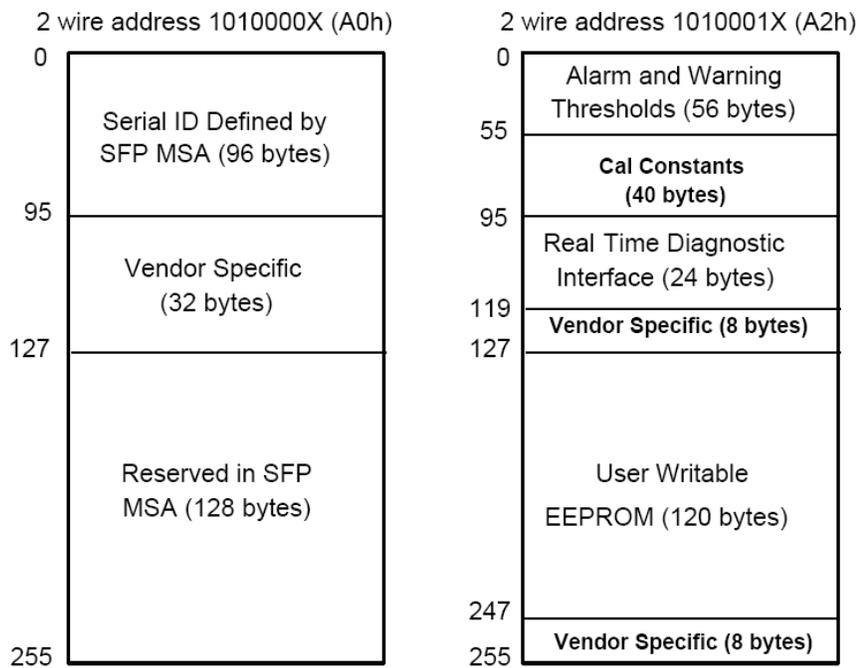 2 wire address 1010000X (A0h)
0
Serial ID Defined by
SFP MSA (96 bytes)
95
Vendor Specific
(32 bytes)
127
Reserved in SFP
MSA (128 bytes)
255
2 wire address 1010001X (A2h)
0
Alarm and Warning
Thresholds (56 bytes)
55
Cal Constants
(40 bytes)
95
Real Time Diagnostic
Interface (24 bytes)
119
Vendor Specific (8 bytes)
127
User Writable
EEPROM (120 bytes)
247
Vendor Specific (8 bytes)
255